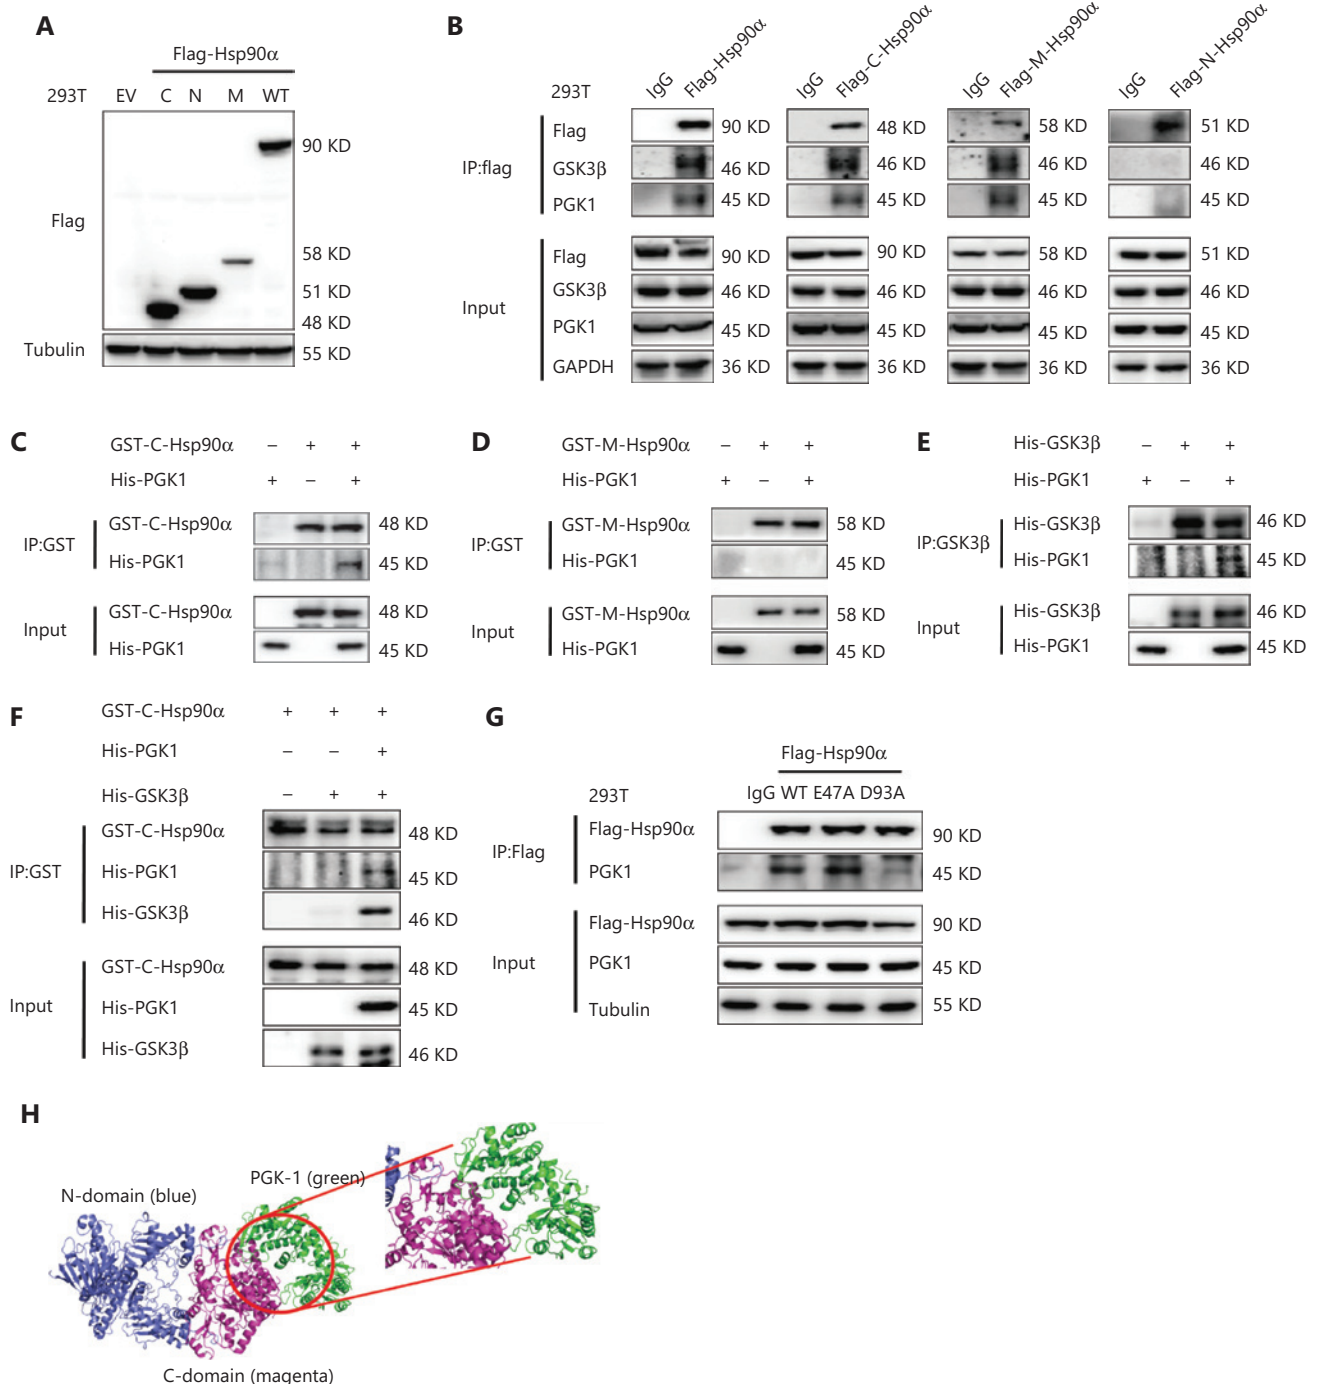 A
Flag-Hsp90α
293T EV C N M WT
90 KD
Flag
58 KD
51 KD
48 KD
Tubulin 55 KD
B
293T IgG Flag-Hsp90α IgG Flag-C-Hsp90α IgG Flag-M-Hsp90α IgG Flag-N-Hsp90α
IP:flag
Flag 90 KD 48 KD 58 KD 51 KD
GSK3β 46 KD 46 KD 46 KD 46 KD
PGK1 45 KD 45 KD 45 KD 45 KD
Input
Flag 90 KD 90 KD 58 KD 51 KD
GSK3β 46 KD 46 KD 46 KD 46 KD
PGK1 45 KD 45 KD 45 KD 45 KD
GAPDH 36 KD 36 KD 36 KD 36 KD
C
GST-C-Hsp90α – + +
His-PGK1 + – +
IP:GST
GST-C-Hsp90α 48 KD
His-PGK1 45 KD
Input
GST-C-Hsp90α 48 KD
His-PGK1 45 KD
D
GST-M-Hsp90α – + +
His-PGK1 + – +
IP:GST
GST-M-Hsp90α 58 KD
His-PGK1 45 KD
Input
GST-M-Hsp90α 58 KD
His-PGK1 45 KD
E
His-GSK3β – + +
His-PGK1 + – +
IP:GSK3β
His-GSK3β 46 KD
His-PGK1 45 KD
Input
His-GSK3β 46 KD
His-PGK1 45 KD
F
GST-C-Hsp90α + + +
His-PGK1 – – +
His-GSK3β – + +
IP:GST
GST-C-Hsp90α 48 KD
His-PGK1 45 KD
His-GSK3β 46 KD
Input
GST-C-Hsp90α 48 KD
His-PGK1 45 KD
His-GSK3β 46 KD
G
Flag-Hsp90α
293T IgG WT E47A D93A
IP:Flag
Flag-Hsp90α 90 KD
PGK1 45 KD
Input
Flag-Hsp90α 90 KD
PGK1 45 KD
Tubulin 55 KD
H
PGK-1 (green)
N-domain (blue)
C-domain (magenta)